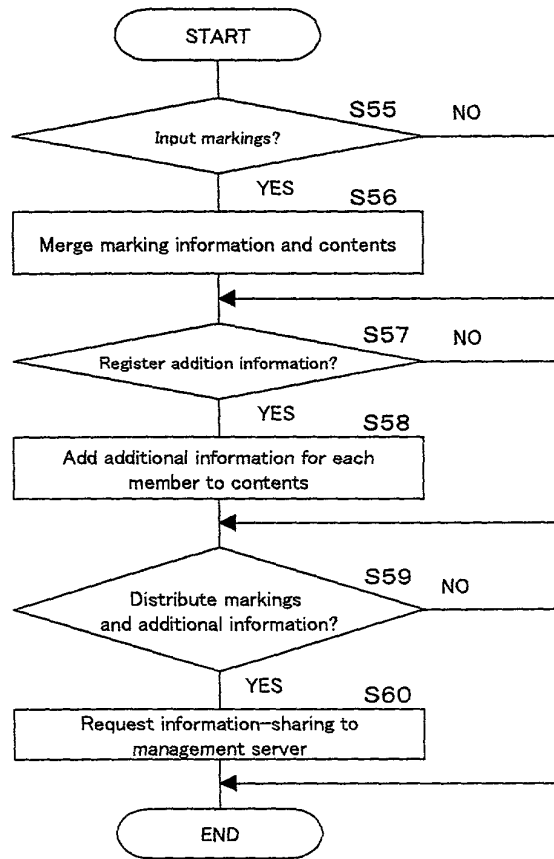 START
S55
NO
Input markings?
YES
S56
Merge marking information and contents
S57
NO
Register addition information?
YES
S58
Add additional information for each
member to contents
S59
NO
Distribute markings
and additional information?
YES
S60
Request information-sharing to
management server
END